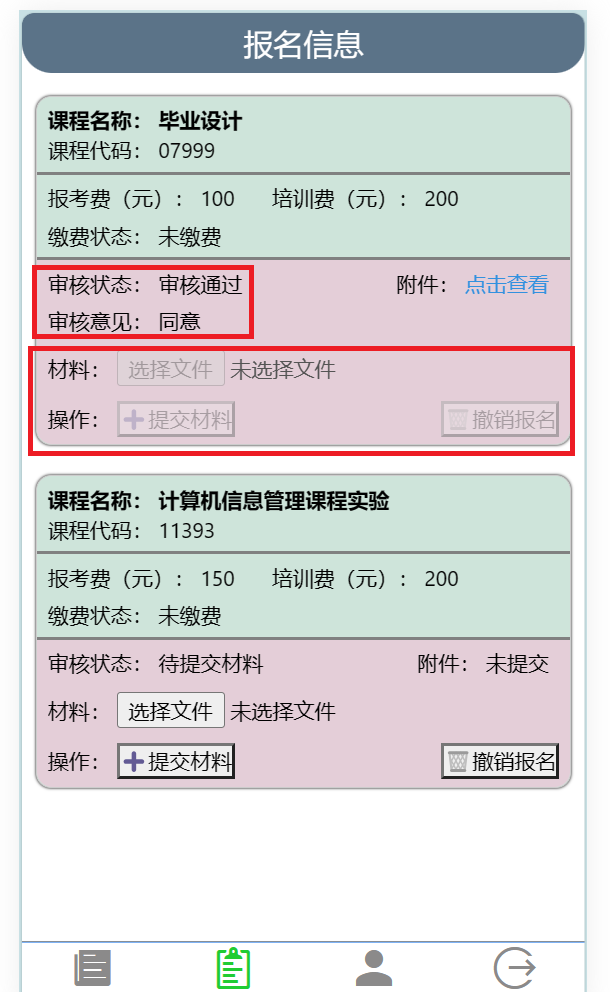 报名信息
课程名称： 毕业设计
课程代码： 07999
报考费（元）： 100 培训费（元）： 200
缴费状态： 未缴费
审核状态： 审核通过 附件： 点击查看
审核意见： 同意
材料： 选择文件 未选择文件
操作： 提交材料 撤销报名
课程名称： 计算机信息管理课程实验
课程代码： 11393
报考费（元）： 150 培训费（元）： 200
缴费状态： 未缴费
审核状态： 待提交材料 附件： 未提交
材料： 选择文件 未选择文件
操作： 提交材料 撤销报名